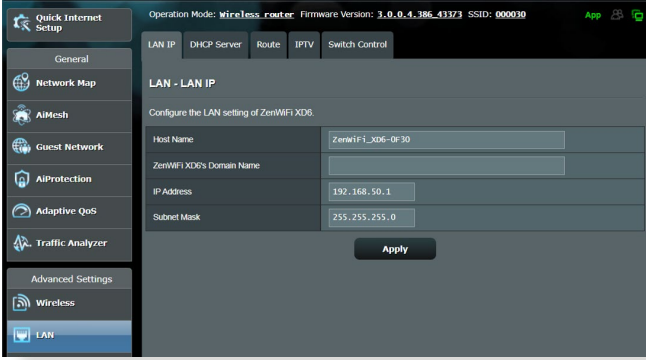 Quick Internet
Setup
Operation Mode: Wireless router Firmware Version: 3.0.0.4.386_43373 SSID: 000030
App
LAN IP DHCP Server Route IPTV Switch Control
General
Network Map
AiMesh
Guest Network
AiProtection
Adaptive QoS
Traffic Analyzer
Advanced Settings
Wireless
LAN
LAN - LAN IP
Configure the LAN setting of ZenWiFi XD6.
Host Name ZenWiFi_XD6-0F30
ZenWiFi XD6's Domain Name
IP Address 192.168.50.1
Subnet Mask 255.255.255.0
Apply